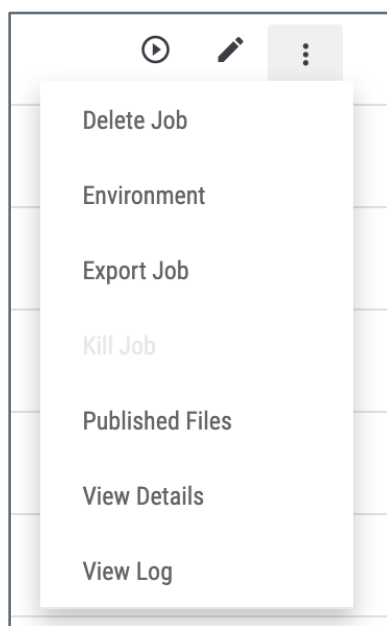 Delete Job
Environment
Export Job
Kill Job
Published Files
View Details
View Log